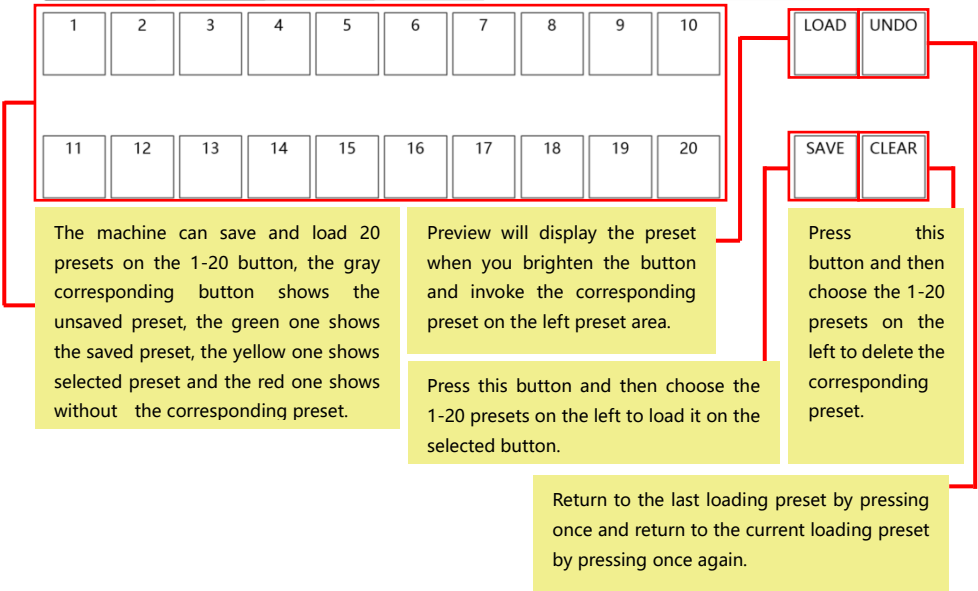 1 2 3 4 5 6 7 8 9 10
LOAD UNDO
11 12 13 14 15 16 17 18 19 20
SAVE CLEAR
The machine can save and load 20
presets on the 1-20 button, the gray
corresponding button shows the
unsaved preset, the green one shows
the saved preset, the yellow one shows
selected preset and the red one shows
without the corresponding preset.
Preview will display the preset
when you brighten the button
and invoke the corresponding
preset on the left preset area.
Press this button and then choose the
1-20 presets on the left to load it on the
selected button.
Press this
button and then
choose the 1-20
presets on the
left to delete the
corresponding
preset.
Return to the last loading preset by pressing
once and return to the current loading preset
by pressing once again.